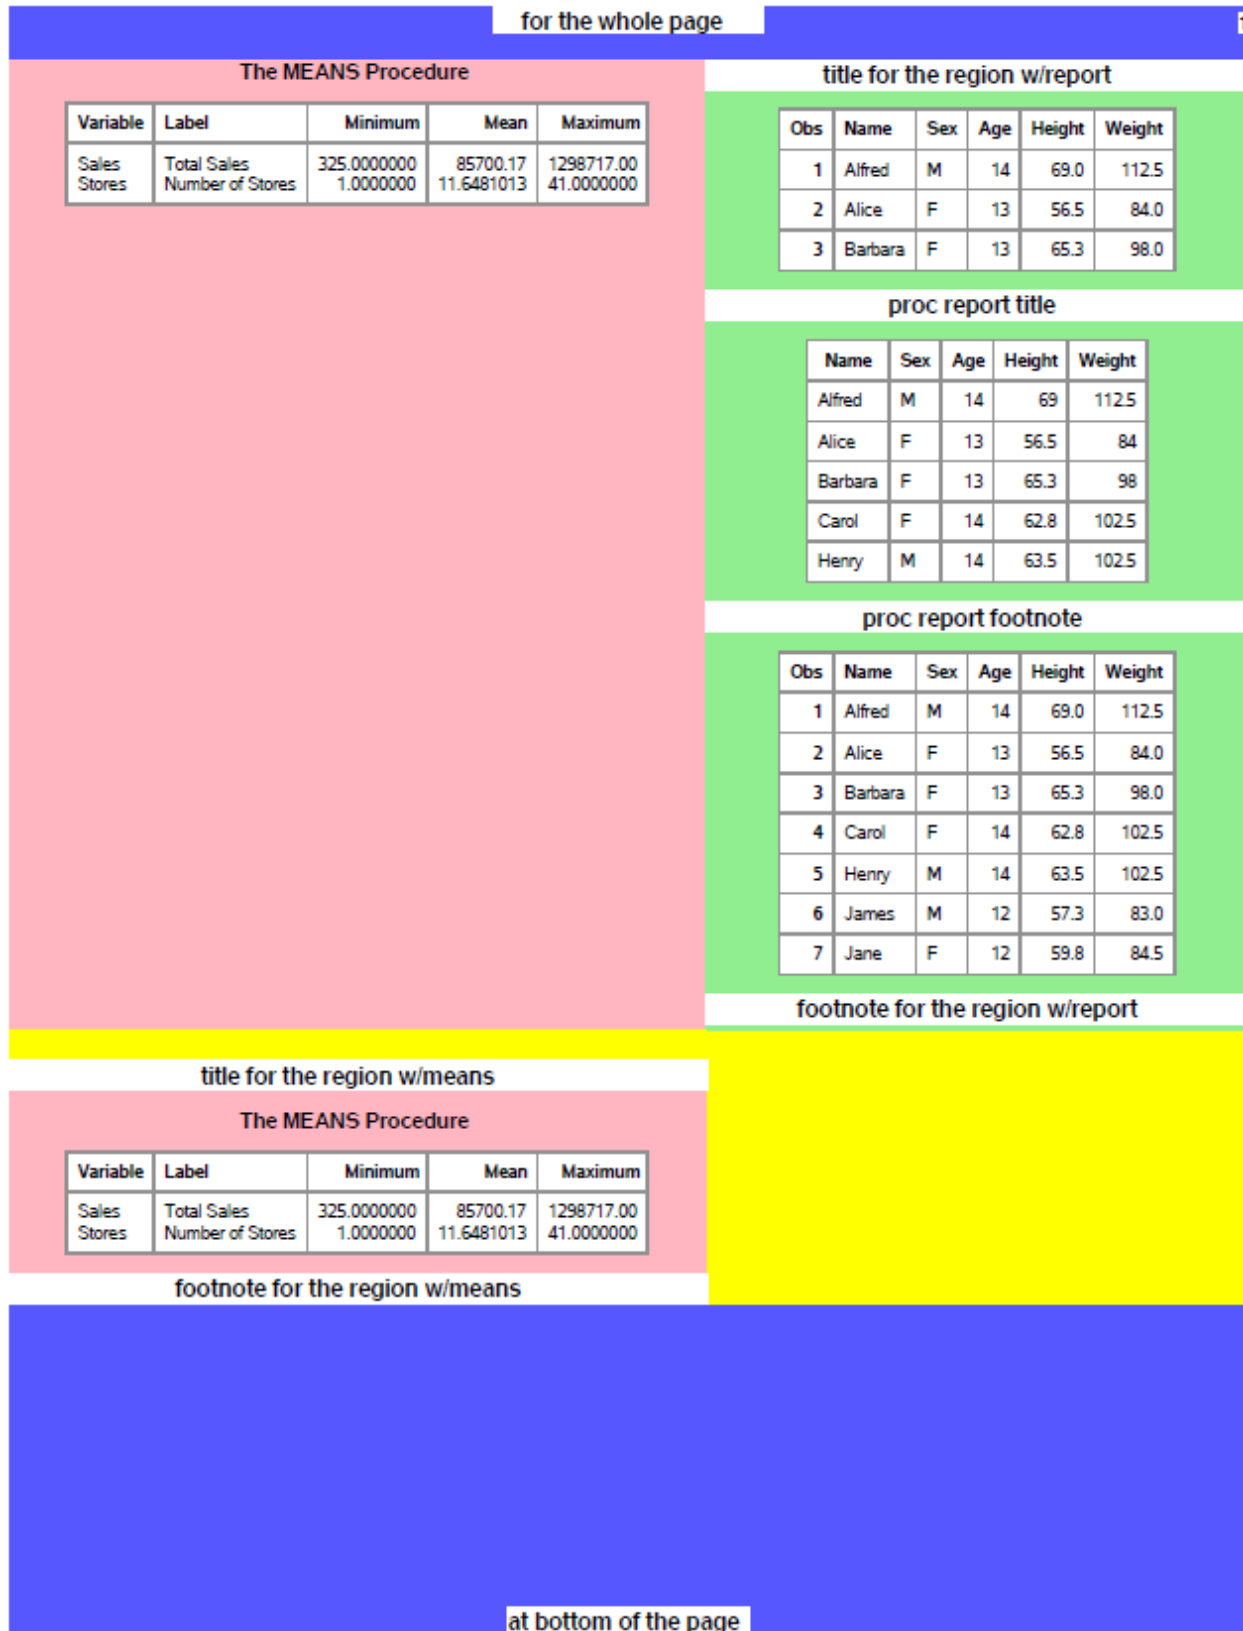 for the whole page
The MEANS Procedure
Variable Label Minimum Mean Maximum
Sales Total Sales 325.0000000 85700.17 1298717.00
Stores Number of Stores 1.0000000 11.6481013 41.0000000
title for the region w/report
Obs Name Sex Age Height Weight
1 Alfred M 14 69.0 112.5
2 Alice F 13 56.5 84.0
3 Barbara F 13 65.3 98.0
proc report title
Name Sex Age Height Weight
Alfred M 14 69 112.5
Alice F 13 56.5 84
Barbara F 13 65.3 98
Carol F 14 62.8 102.5
Henry M 14 63.5 102.5
proc report footnote
Obs Name Sex Age Height Weight
1 Alfred M 14 69.0 112.5
2 Alice F 13 56.5 84.0
3 Barbara F 13 65.3 98.0
4 Carol F 14 62.8 102.5
5 Henry M 14 63.5 102.5
6 James M 12 57.3 83.0
7 Jane F 12 59.8 84.5
footnote for the region w/report
title for the region w/means
The MEANS Procedure
Variable Label Minimum Mean Maximum
Sales Total Sales 325.0000000 85700.17 1298717.00
Stores Number of Stores 1.0000000 11.6481013 41.0000000
footnote for the region w/means
at bottom of the page